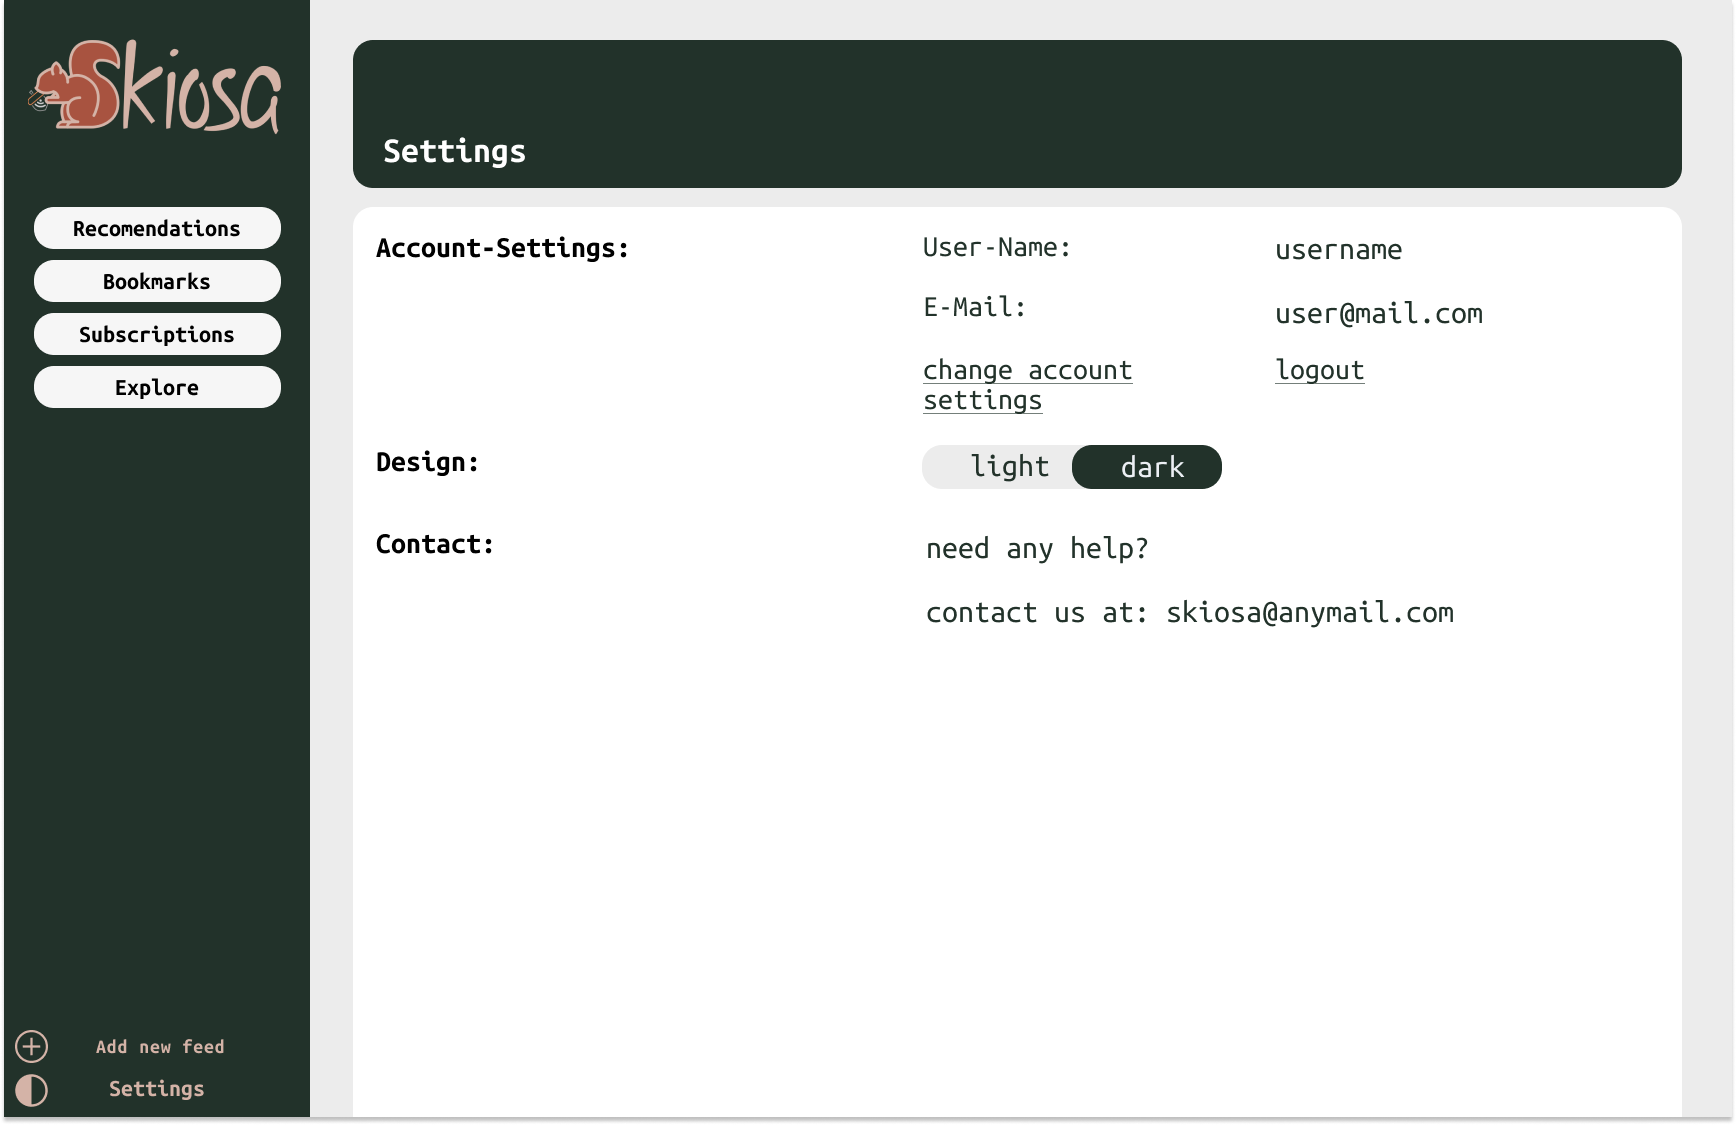 Skiosa
Recomendations
Bookmarks
Subscriptions
Explore
Add new feed
Settings
Settings
Account-Settings:
User-Name:
username
E-Mail:
user@mail.com
change account
settings
logout
Design:
light
dark
Contact:
need any help?
contact us at: skiosa@anymail.com